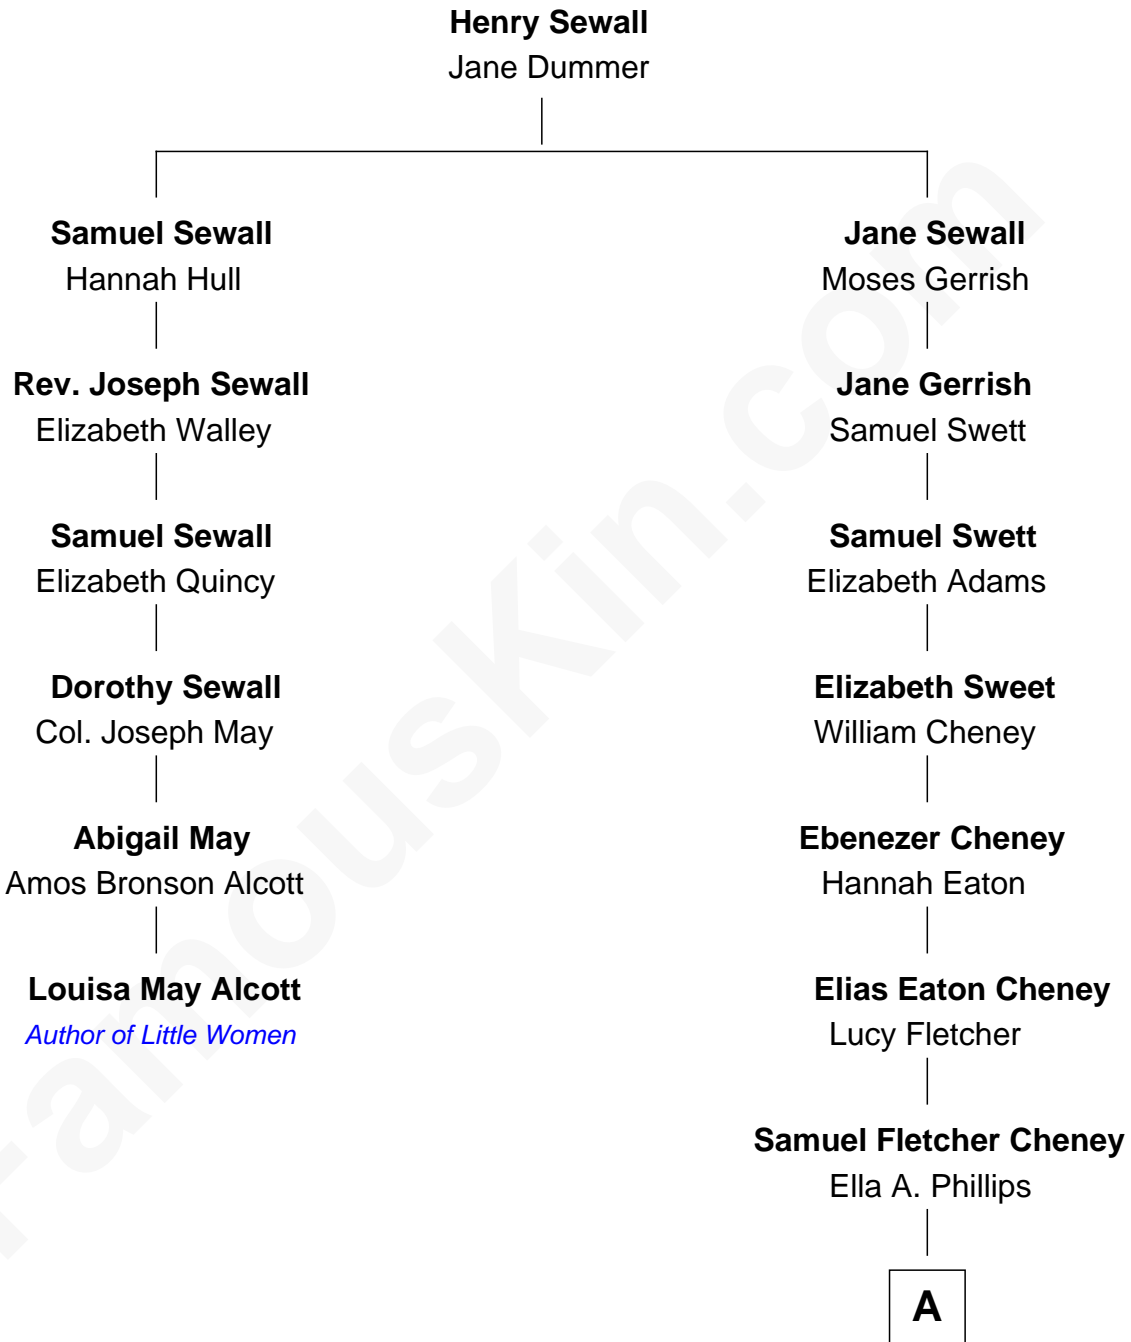 Henry Sewall
Jane Dummer
Samuel Sewall
Hannah Hull
Rev. Joseph Sewall
Elizabeth Walley
Samuel Sewall
Elizabeth Quincy
Dorothy Sewall
Col. Joseph May
Abigail May
Amos Bronson Alcott
Louisa May Alcott
Author of Little Women
Jane Sewall
Moses Gerrish
Jane Gerrish
Samuel Swett
Samuel Swett
Elizabeth Adams
Elizabeth Sweet
William Cheney
Ebenezer Cheney
Hannah Eaton
Elias Eaton Cheney
Lucy Fletcher
Samuel Fletcher Cheney
Ella A. Phillips
A
FamousKin.com